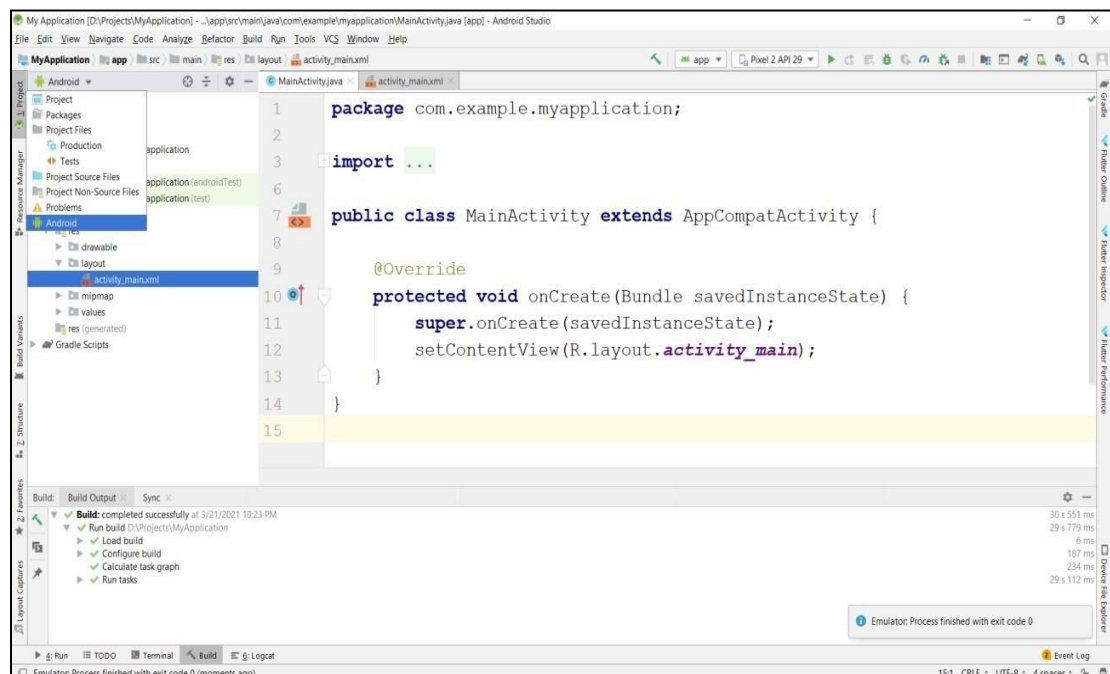 My Application [D:\Projects\MyApplication] - ...\app\src\main\java\com\example\myapplication\MainActivity.java [app] - Android Studio
File Edit View Navigate Code Analyze Refactor Build Run Tools VCS Window Help
MyApplication app src main res layout activity_main.xml
app Pixel 2 API 29
Android
MainActivity.java activity_main.xml
Project
Packages
Project Files
Production
Tests
Project Source Files
Project Non-Source Files
Problems
Android
application
application (androidTest)
application (test)
res
drawable
layout
activity_main.xml
mipmap
values
res (generated)
Gradle Scripts
1 package com.example.myapplication;
2
3 import ...
6
7 public class MainActivity extends AppCompatActivity {
8
9 @Override
10 protected void onCreate(Bundle savedInstanceState) {
11 super.onCreate(savedInstanceState);
12 setContentView(R.layout.activity_main);
13 }
14 }
15
1: Project
Resource Manager
Build Variants
Z: Structure
2: Favorites
Layout Captures
Gradle
Flutter Outline
Flutter Inspector
Flutter Performance
Device File Explorer
Build: Build Output Sync
Build: completed successfully at 3/21/2021 10:23 PM 30 s 551 ms
Run build D:\Projects\MyApplication 29 s 779 ms
Load build 6 ms
Configure build 187 ms
Calculate task graph 234 ms
Run tasks 29 s 112 ms
Emulator: Process finished with exit code 0
4: Run TODO Terminal Build 6: Logcat 2 Event Log
Emulator: Process finished with exit code 0 (moments ago) 15:1 CRLF UTF-8 4 spaces